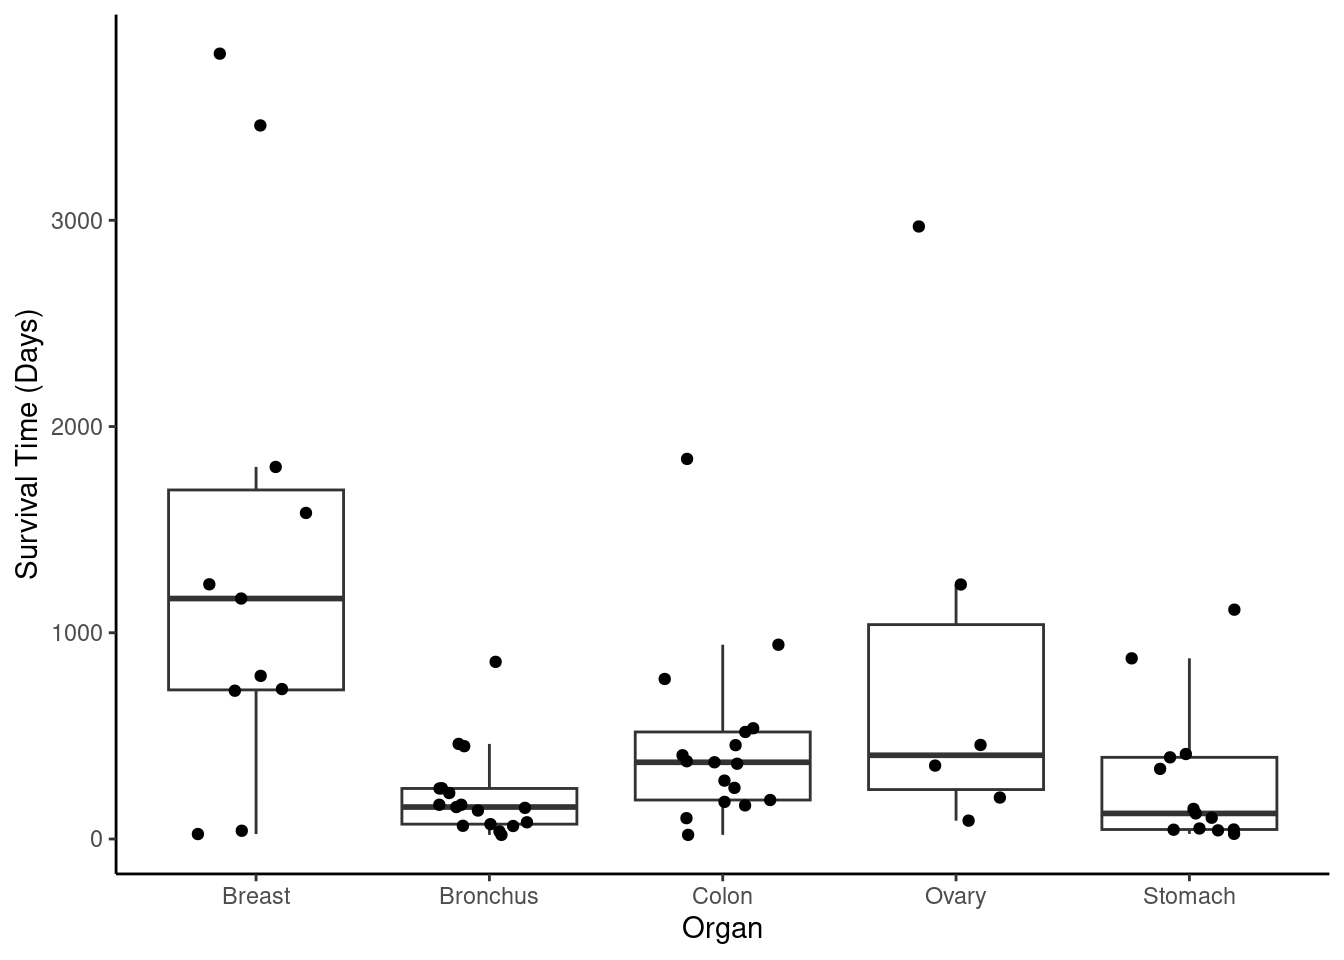 Survival Time (Days)
3000
2000
1000
0
Breast
Bronchus
Colon
Ovary
Stomach
Organ